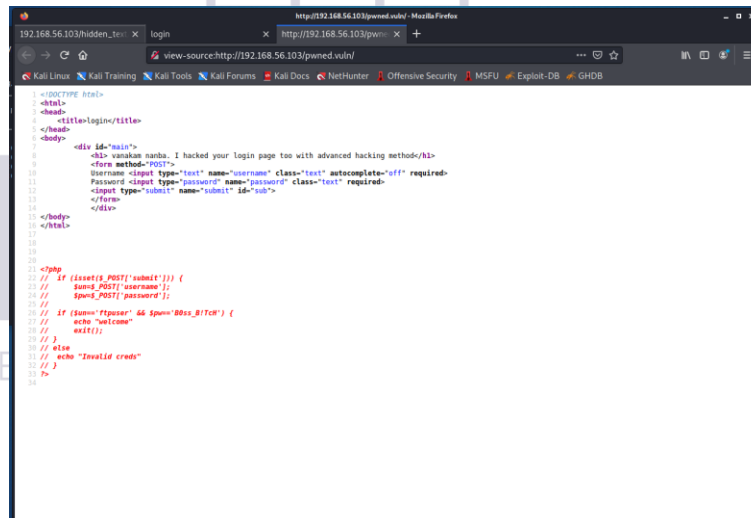 http://192.168.56.103/pwned.vuln/ - Mozilla Firefox
192.168.56.103/hidden_tex
login
http://192.168.56.103/pwne
view-source:http://192.168.56.103/pwned.vuln/
Kali Linux Kali Training Kali Tools Kali Forums Kali Docs NetHunter Offensive Security MSFU Exploit-DB GHDB
1 <!DOCTYPE html>
2 <html>
3 <head>
4 <title>login</title>
5 </head>
6 <body>
7 <div id="main">
8 <h1> vanakam nanba. I hacked your login page too with advanced hacking method</h1>
9 <form method="POST">
10 Username <input type="text" name="username" class="text" autocomplete="off" required>
11 Password <input type="password" name="password" class="text" required>
12 <input type="submit" name="submit" id="sub">
13 </form>
14 </div>
15 </body>
16 </html>
17
18
19
20
21 <?php
22 // if (isset($_POST['submit'])) {
23 // $un=$_POST['username'];
24 // $pw=$_POST['password'];
25 //
26 // if ($un=='ftpuser' && $pw=='B0ss_B!TcH') {
27 // echo "welcome"
28 // exit();
29 // }
30 // else
31 // echo "Invalid creds"
32 // }
33 ?>
34